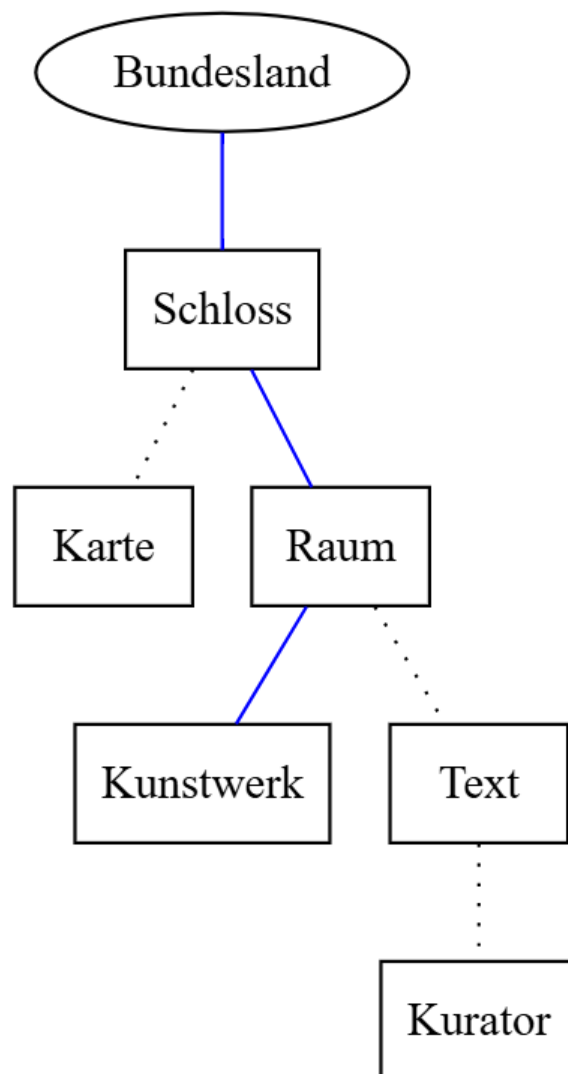 Bundesland
Schloss
Karte
Raum
Kunstwerk
Text
Kurator